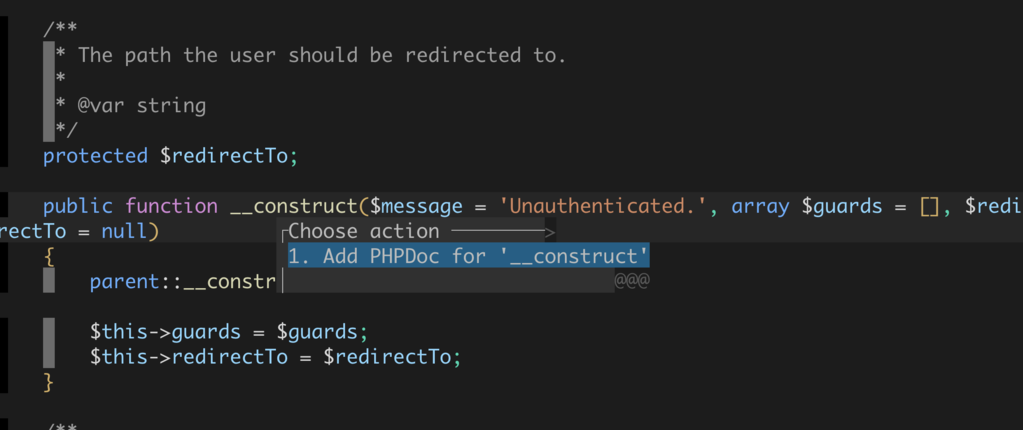 /**
* The path the user should be redirected to.
*
* @var string
*/
protected $redirectTo;
public function __construct($message = 'Unauthenticated.', array $guards = [], $redi
rectTo = null)
Choose action >
{
1. Add PHPDoc for '__construct'
parent::__constr
@@@
$this->guards = $guards;
$this->redirectTo = $redirectTo;
}
/**